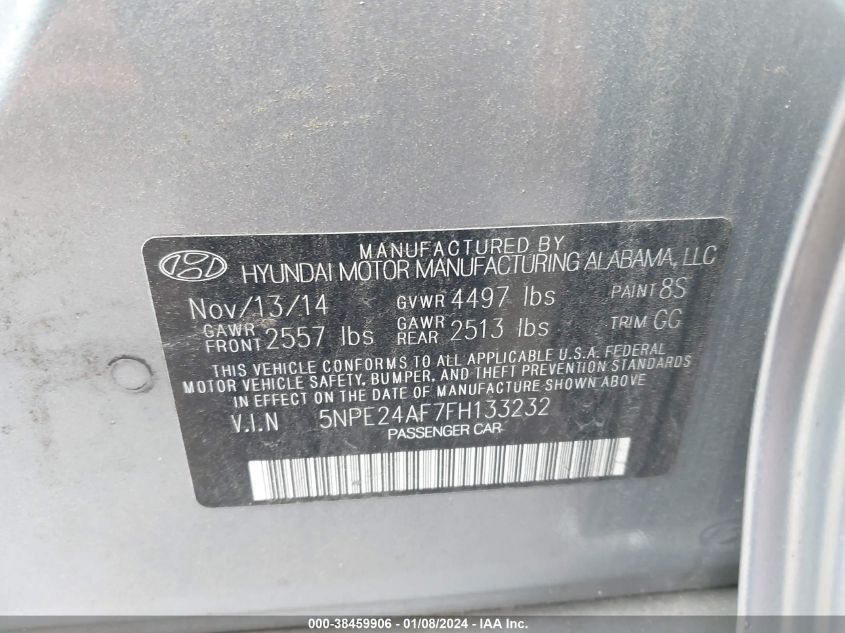 MANUFACTURED BY
HYUNDAI MOTOR MANUFACTURING ALABAMA, LLC
Nov/13/14 GVWR 4497 lbs PAINT 8S
GAWR FRONT 2557 lbs GAWR REAR 2513 lbs TRIM GG
THIS VEHICLE CONFORMS TO ALL APPLICABLE U.S.A. FEDERAL
MOTOR VEHICLE SAFETY, BUMPER, AND THEFT PREVENTION STANDARDS
IN EFFECT ON THE DATE OF MANUFACTURE SHOWN ABOVE
V.I.N 5NPE24AF7FH133232
PASSENGER CAR
000-38459906 - 01/08/2024 - IAA Inc.